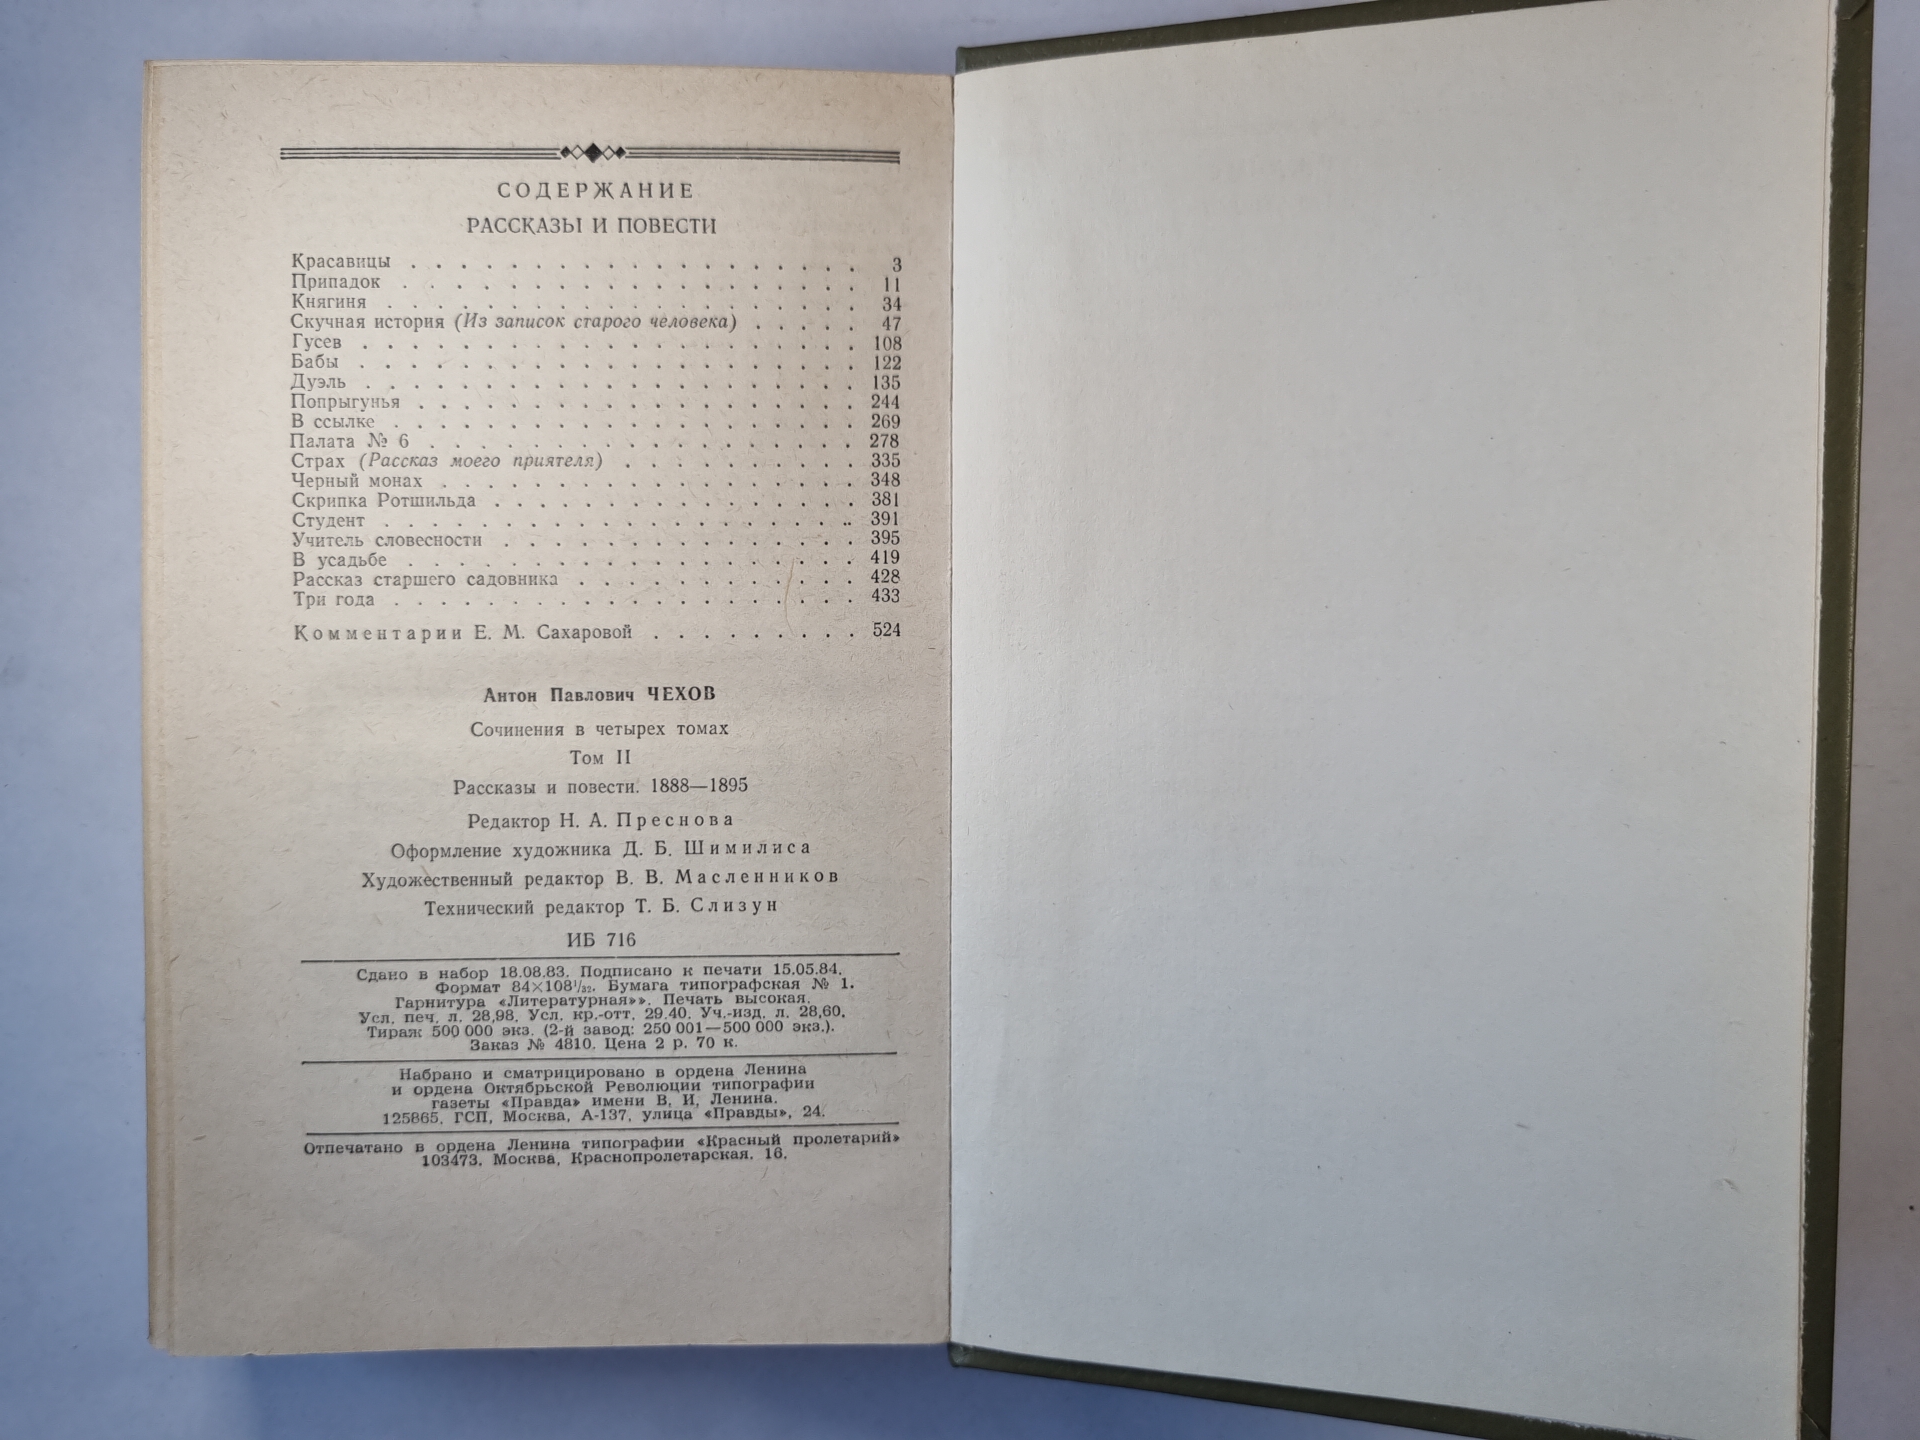 СОДЕРЖАНИЕ
РАССКАЗЫ И ПОВЕСТИ
Красавицы . . . . . . . . . . . . . . . . . . . 3
Припадок . . . . . . . . . . . . . . . . . . . 11
Княгиня . . . . . . . . . . . . . . . . . . . . 34
Скучная история (Из записок старого человека) . . . . . 47
Гусев . . . . . . . . . . . . . . . . . . . . . 108
Бабы . . . . . . . . . . . . . . . . . . . . . 122
Дуэль . . . . . . . . . . . . . . . . . . . . . 135
Попрыгунья . . . . . . . . . . . . . . . . . . . 244
В ссылке . . . . . . . . . . . . . . . . . . . . 269
Палата № 6 . . . . . . . . . . . . . . . . . . 278
Страх (Рассказ моего приятеля) . . . . . . . . . . 335
Черный монах . . . . . . . . . . . . . . . . . . 348
Скрипка Ротшильда . . . . . . . . . . . . . . . . 381
Студент . . . . . . . . . . . . . . . . . . . .. 391
Учитель словесности . . . . . . . . . . . . . . . 395
В усадьбе . . . . . . . . . . . . . . . . . . . 419
Рассказ старшего садовника . . . . . . . . . . . . 428
Три года . . . . . . . . . . . . . . . . . . . . 433
Комментарии Е. М. Сахаровой . . . . . . . . . 524
Антон Павлович ЧЕХОВ
Сочинения в четырех томах
Том II
Рассказы и повести. 1888—1895
Редактор Н. А. Преснова
Оформление художника Д. Б. Шимилиса
Художественный редактор В. В. Масленников
Технический редактор Т. Б. Слизун
ИБ 716
Сдано в набор 18.08.83. Подписано к печати 15.05.84.
Формат 84×108¹/₃₂. Бумага типографская № 1.
Гарнитура «Литературная»». Печать высокая.
Усл. печ. л. 28,98. Усл. кр.-отт. 29.40. Уч.-изд. л. 28,60.
Тираж 500 000 экз. (2-й завод: 250 001—500 000 экз.).
Заказ № 4810. Цена 2 р. 70 к.
Набрано и сматрицировано в ордена Ленина
и ордена Октябрьской Революции типографии
газеты «Правда» имени В. И. Ленина.
125865, ГСП, Москва, А-137, улица «Правды», 24.
Отпечатано в ордена Ленина типографии «Красный пролетарий»
103473, Москва, Краснопролетарская, 16.